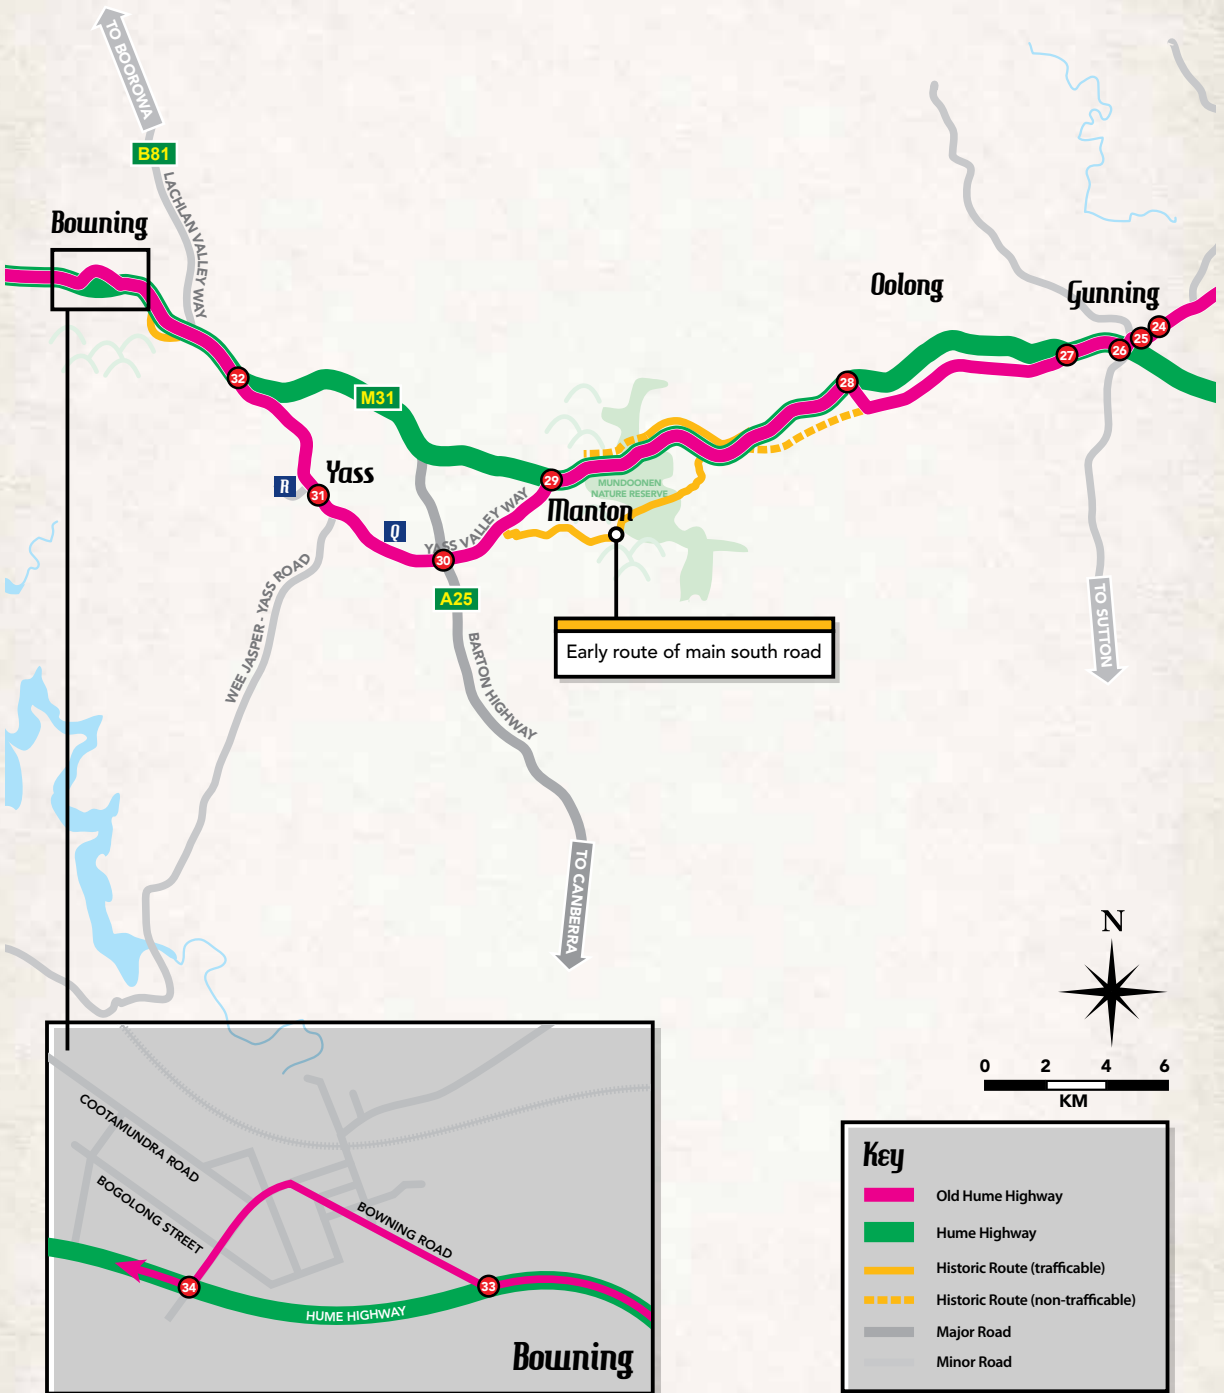 TO BOOROWA
B81
LACHLAN VALLEY WAY
Bowning
Oolong
Gunning
24
25
26
27
28
32
M31
Yass
R
31
29
MUNDOONEN
NATURE RESERVE
Manton
Q
YASS VALLEY WAY
30
A25
WEE JASPER - YASS ROAD
BARTON HIGHWAY
TO SUTTON
Early route of main south road
TO CANBERRA
N
0 2 4 6
KM
COOTAMUNDRA ROAD
BOGOLONG STREET
BOWNING ROAD
34
33
HUME HIGHWAY
Bowning
Key
Old Hume Highway
Hume Highway
Historic Route (trafficable)
Historic Route (non-trafficable)
Major Road
Minor Road